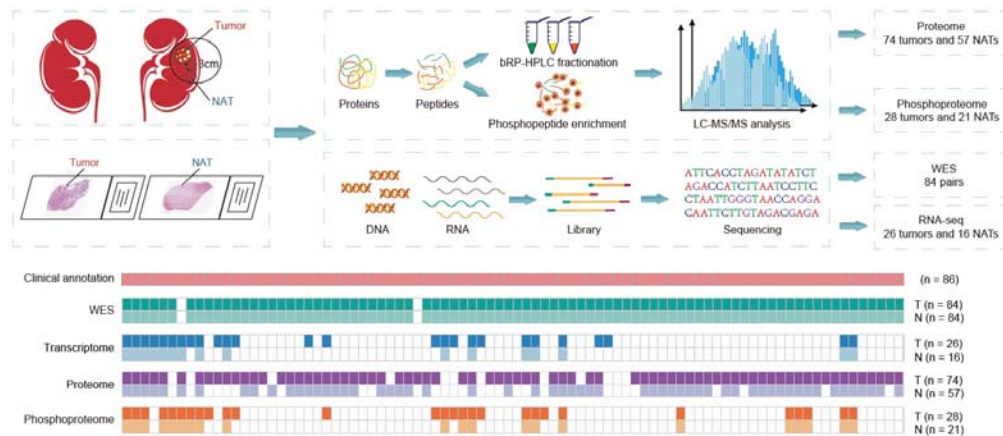 Tumor
3cm
NAT
Proteins
Peptides
bRP-HPLC fractionation
Phosphopeptide enrichment
LC-MS/MS analysis
Proteome
74 tumors and 57 NATs
Phosphoproteome
28 tumors and 21 NATs
Tumor
NAT
DNA
RNA
Library
ATTCACCTAGATATATCT
AGACCATCTTAATCCTTC
CTAATTGGGTAACCAGGA
CAATTCTTGTAGACGAGA
Sequencing
WES
84 pairs
RNA-seq
26 tumors and 16 NATs
Clinical annotation
(n = 86)
WES
T (n = 84)
N (n = 84)
Transcriptome
T (n = 26)
N (n = 16)
Proteome
T (n = 74)
N (n = 57)
Phosphoproteome
T (n = 28)
N (n = 21)